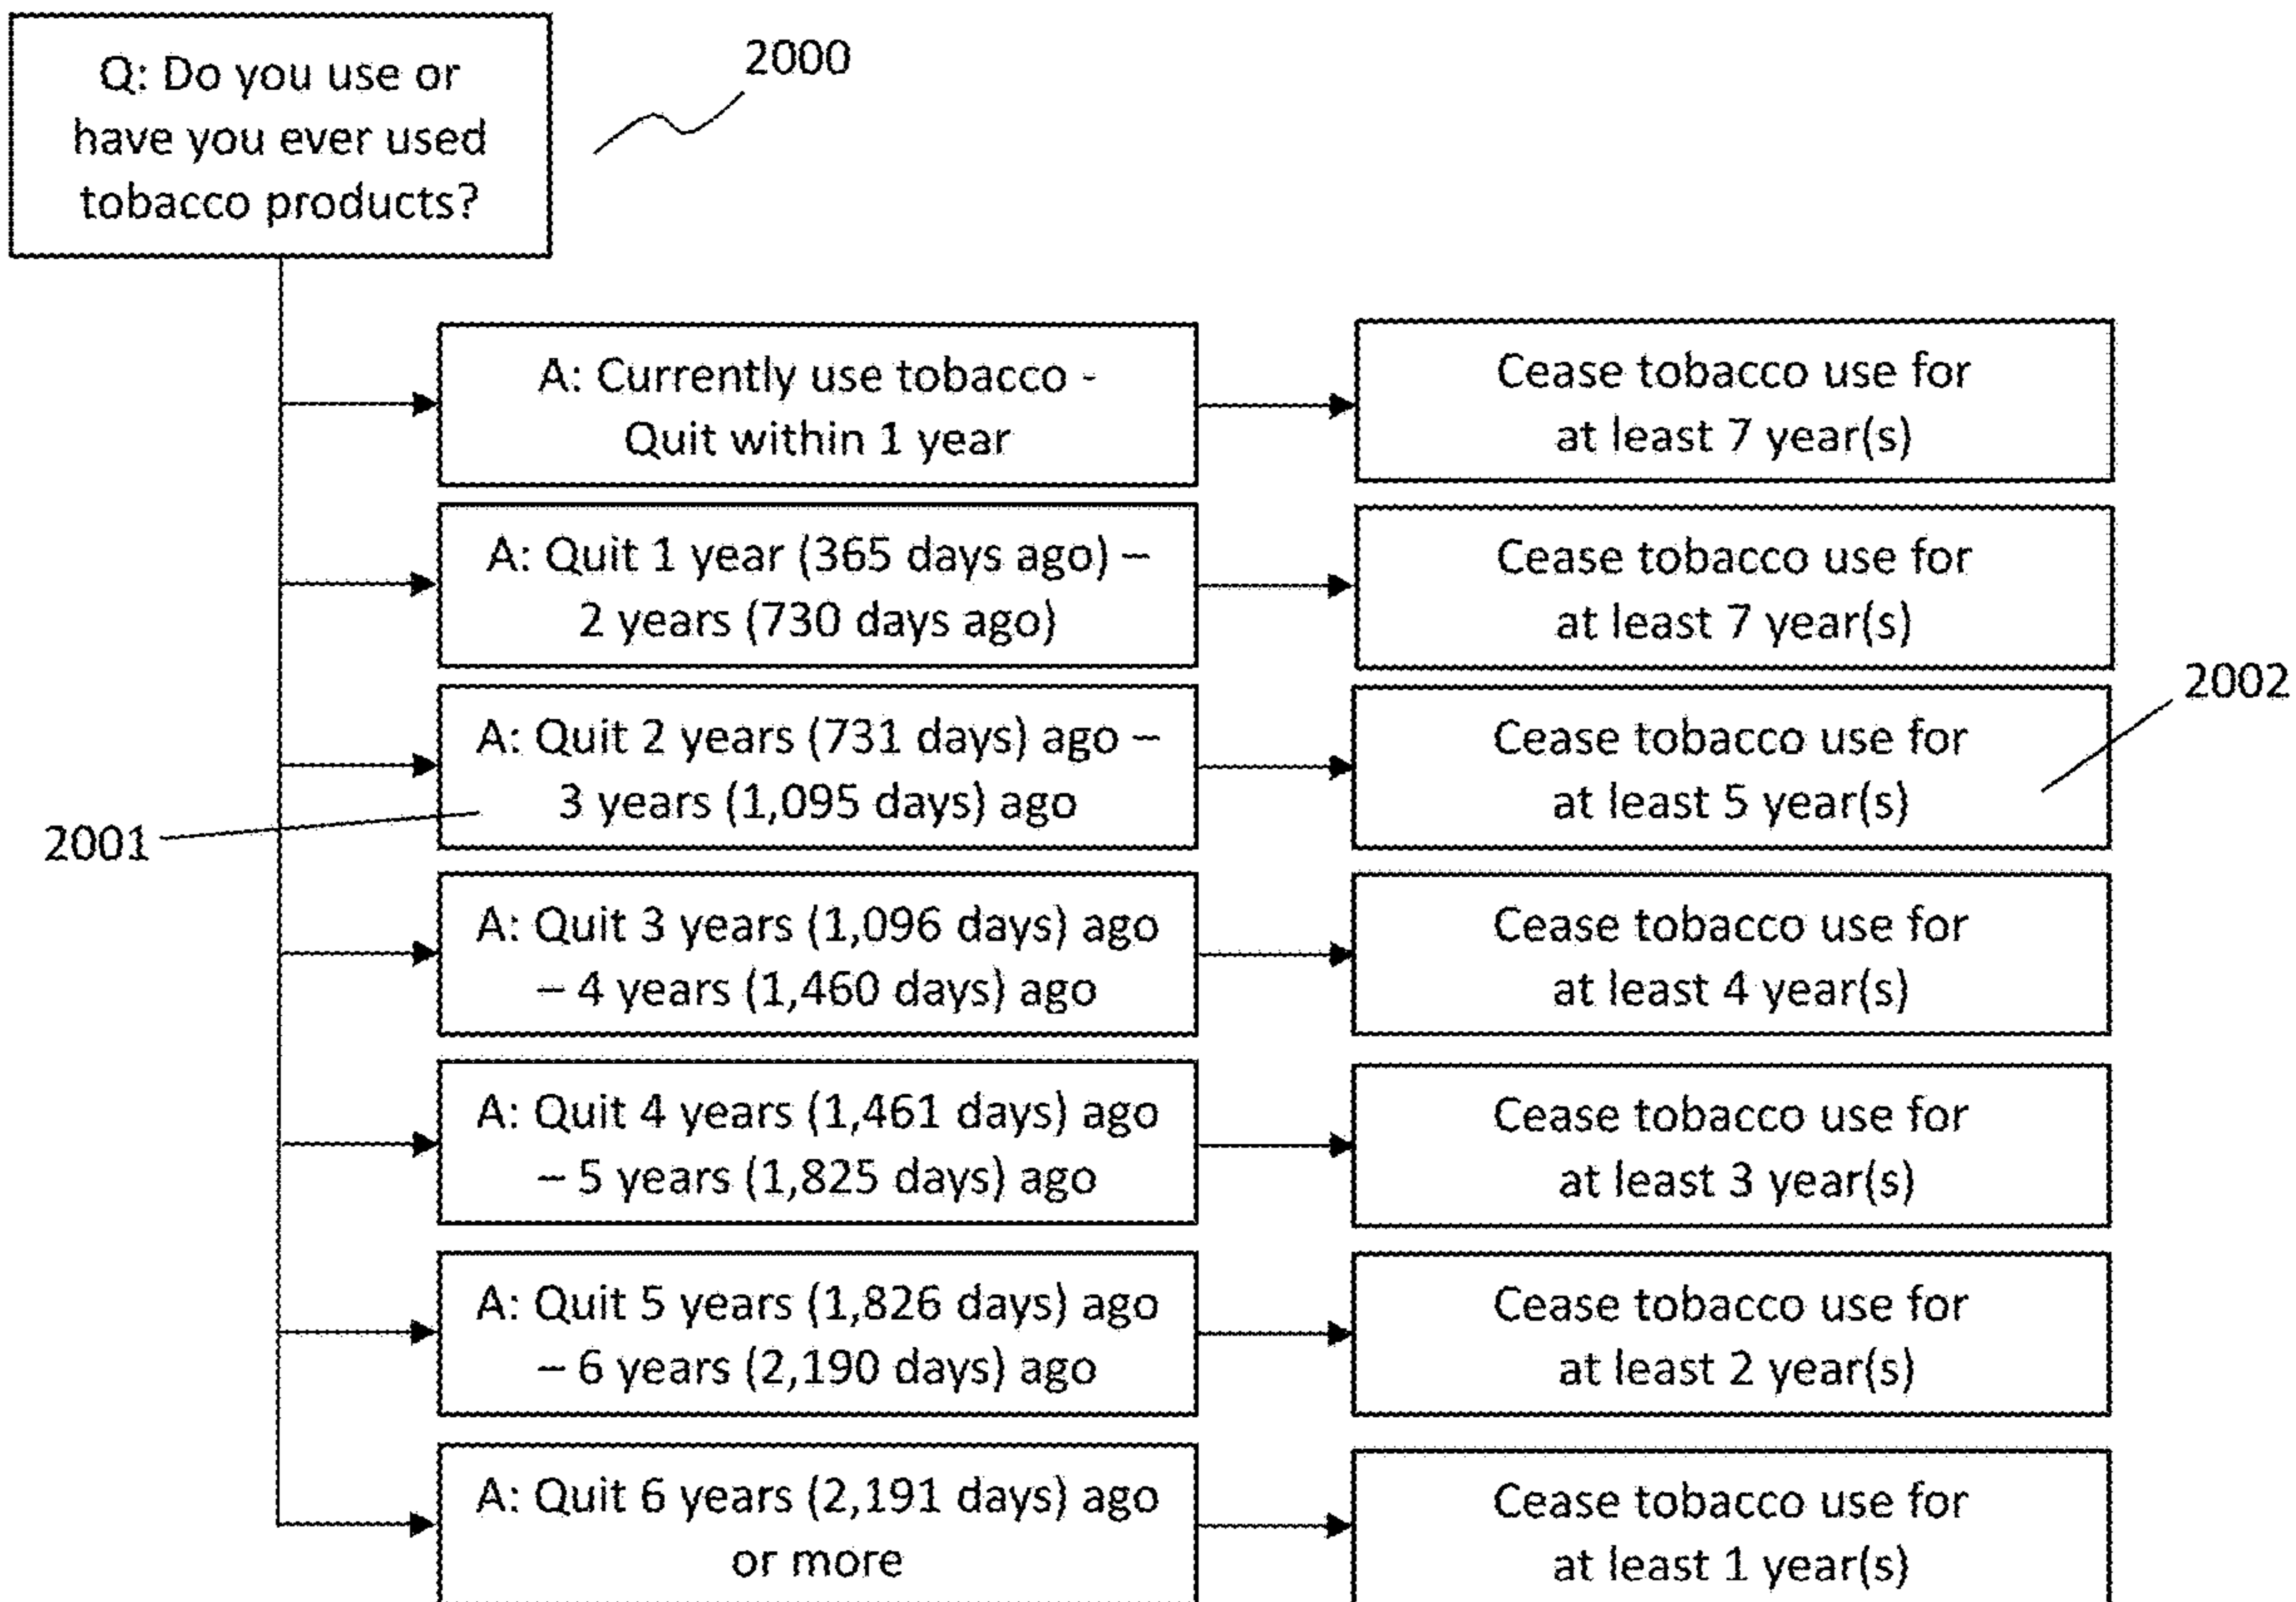 Q: Do you use or
have you ever used
tobacco products?
2000
A: Currently use tobacco -
Quit within 1 year
Cease tobacco use for
at least 7 year(s)
A: Quit 1 year (365 days ago) –
2 years (730 days ago)
Cease tobacco use for
at least 7 year(s)
2002
A: Quit 2 years (731 days) ago –
3 years (1,095 days) ago
2001
Cease tobacco use for
at least 5 year(s)
A: Quit 3 years (1,096 days) ago
– 4 years (1,460 days) ago
Cease tobacco use for
at least 4 year(s)
A: Quit 4 years (1,461 days) ago
– 5 years (1,825 days) ago
Cease tobacco use for
at least 3 year(s)
A: Quit 5 years (1,826 days) ago
– 6 years (2,190 days) ago
Cease tobacco use for
at least 2 year(s)
A: Quit 6 years (2,191 days) ago
or more
Cease tobacco use for
at least 1 year(s)